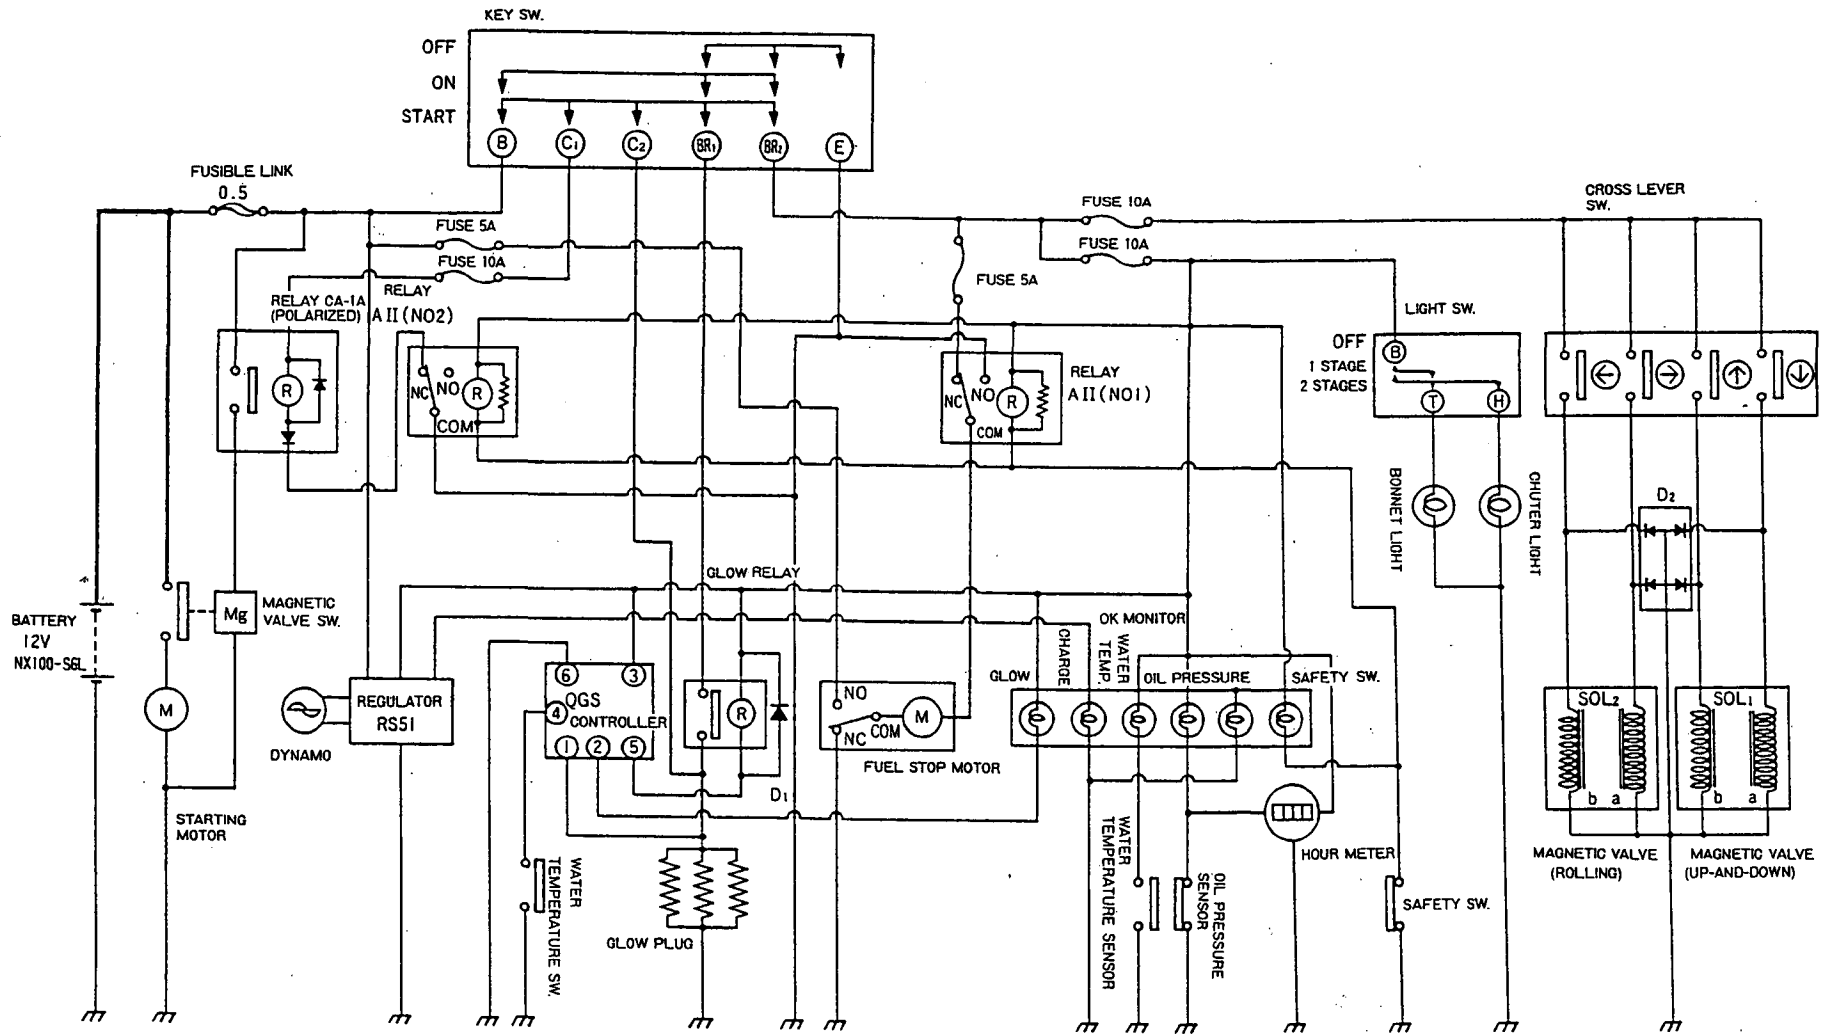 KEY SW.
OFF
ON
START
B
C1
C2
BR1
BR2
E
FUSIBLE LINK
0.5
FUSE 5A
FUSE 10A
RELAY CA-1A
(POLARIZED)
RELAY
AII(NO2)
R
NC
NO
R
COM
FUSE 5A
FUSE 10A
FUSE 10A
CROSS LEVER
SW.
LIGHT SW.
OFF
1 STAGE
2 STAGES
B
T
H
NC
NO
R
COM
RELAY
AII(NO1)
BONNET LIGHT
CHUTER LIGHT
D2
BATTERY
12V
NX100-S6L
Mg
MAGNETIC
VALVE SW.
M
STARTING
MOTOR
DYNAMO
REGULATOR
RS51
6
3
4
QGS
CONTROLLER
1
2
5
GLOW RELAY
R
D1
NO
NC
COM
M
FUEL STOP MOTOR
OK MONITOR
GLOW
CHARGE
WATER
TEMP.
OIL PRESSURE
SAFETY SW.
WATER
TEMPERATURE SW.
GLOW PLUG
WATER
TEMPERATURE SENSOR
OIL PRESSURE
SENSOR
HOUR METER
SAFETY SW.
SOL2
b
a
SOL1
b
a
MAGNETIC VALVE
(ROLLING)
MAGNETIC VALVE
(UP-AND-DOWN)